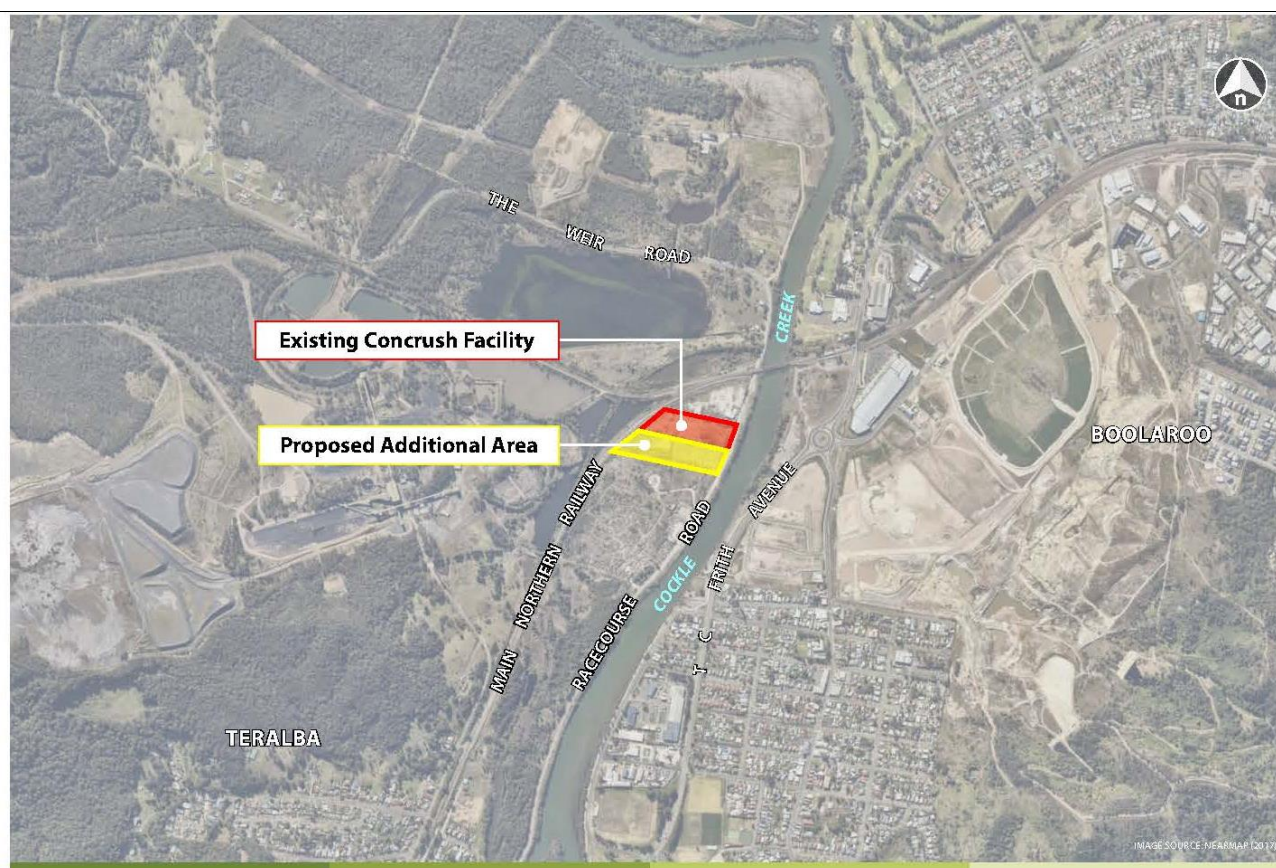 n
THE WEIR ROAD
CREEK
Existing Concrush Facility
Proposed Additional Area
BOOLAROO
MAIN NORTHERN RAILWAY
RACECOURSE ROAD
COCKLE
T C FRITH AVENUE
TERALBA
IMAGE SOURCE: NEARMAP (2017)